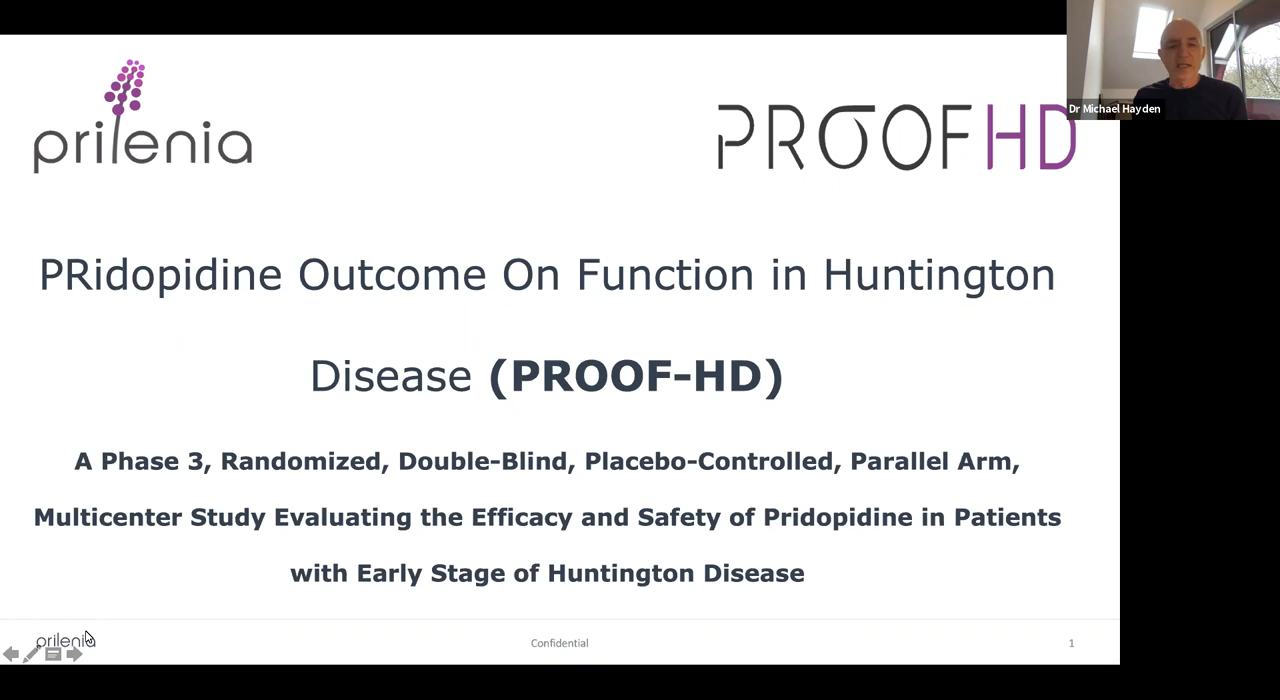 prilenia
PROOFHD
Dr Michael Hayden
PRidopidine Outcome On Function in Huntington
Disease (PROOF-HD)
A Phase 3, Randomized, Double-Blind, Placebo-Controlled, Parallel Arm,
Multicenter Study Evaluating the Efficacy and Safety of Pridopidine in Patients
with Early Stage of Huntington Disease
prilenia
Confidential
1